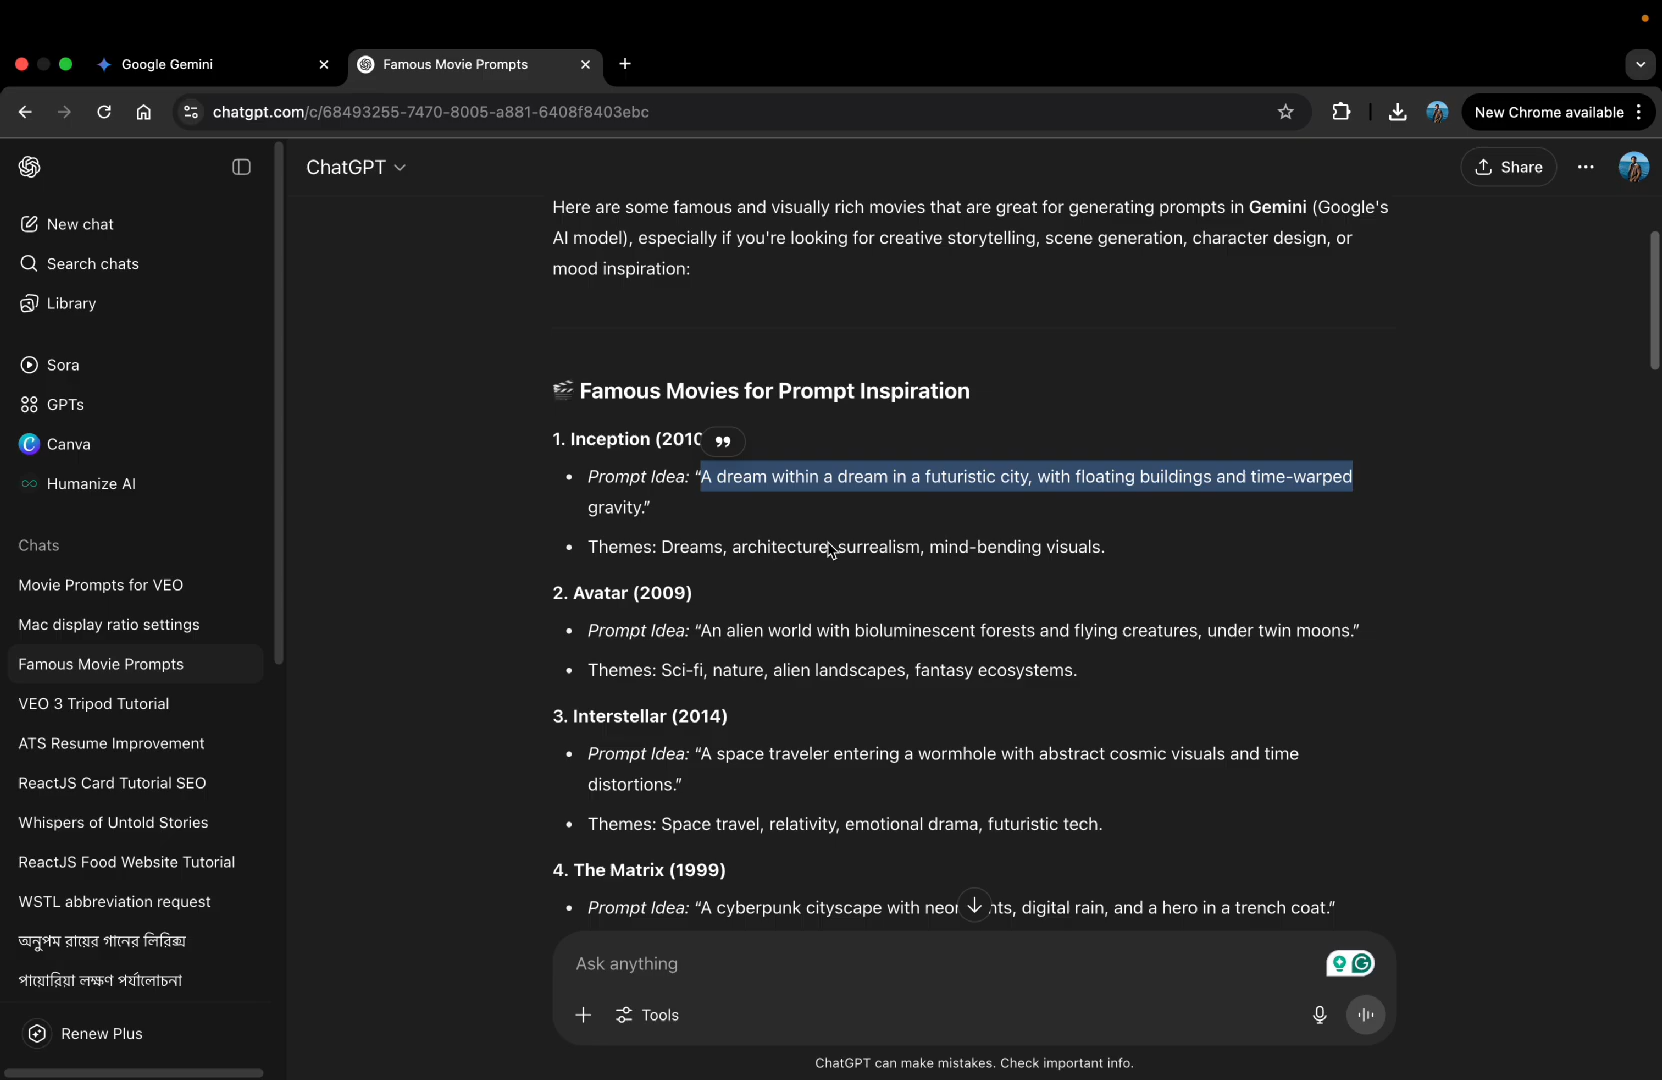 Google Gemini
Famous Movie Prompts
chatgpt.com/c/68493255-7470-8005-a881-6408f8403ebc
New Chrome available
ChatGPT
Share
New chat
Search chats
Library
Sora
GPTs
Canva
Humanize AI
Chats
Movie Prompts for VEO
Mac display ratio settings
Famous Movie Prompts
VEO 3 Tripod Tutorial
ATS Resume Improvement
ReactJS Card Tutorial SEO
Whispers of Untold Stories
ReactJS Food Website Tutorial
WSTL abbreviation request
অনুপম রায়ের গানের লিরিক্স
পায়োরিয়া লক্ষণ পর্যালোচনা
Renew Plus
Here are some famous and visually rich movies that are great for generating prompts in Gemini (Google's
AI model), especially if you're looking for creative storytelling, scene generation, character design, or
mood inspiration:
🎬 Famous Movies for Prompt Inspiration
1. Inception (2010
• Prompt Idea: “A dream within a dream in a futuristic city, with floating buildings and time-warped
gravity.”
• Themes: Dreams, architecture, surrealism, mind-bending visuals.
2. Avatar (2009)
• Prompt Idea: “An alien world with bioluminescent forests and flying creatures, under twin moons.”
• Themes: Sci-fi, nature, alien landscapes, fantasy ecosystems.
3. Interstellar (2014)
• Prompt Idea: “A space traveler entering a wormhole with abstract cosmic visuals and time
distortions.”
• Themes: Space travel, relativity, emotional drama, futuristic tech.
4. The Matrix (1999)
• Prompt Idea: “A cyberpunk cityscape with digital rain, and a hero in a trench coat.”
Ask anything
Tools
ChatGPT can make mistakes. Check important info.